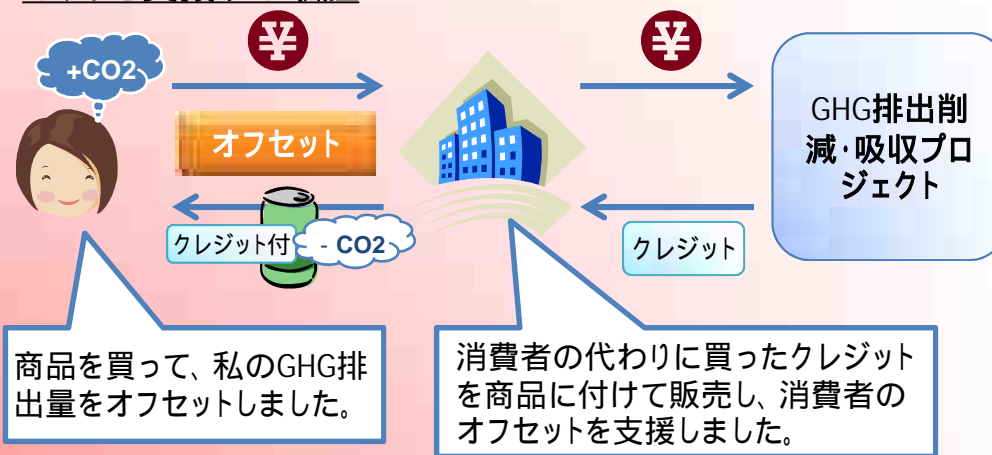 ¥
¥
+CO2
オフセット
GHG排出削
減・吸収プロ
ジェクト
クレジット付
- CO2
クレジット
商品を買って、私のGHG排
出量をオフセットしました。
消費者の代わりに買ったクレジット
を商品に付けて販売し、消費者の
オフセットを支援しました。